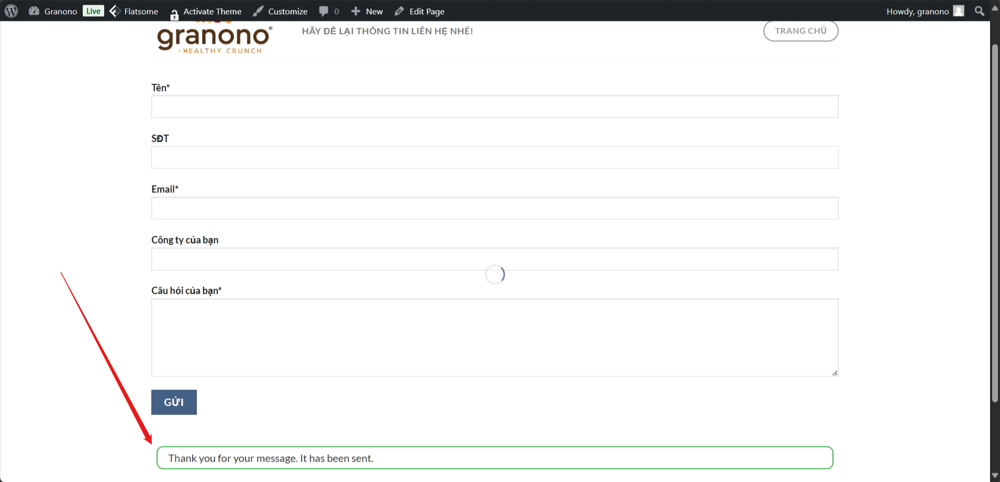 Granono Live Flatsome Activate Theme Customize 0 New Edit Page Howdy, granono
granono®
HEALTHY CRUNCH
HÃY ĐỂ LẠI THÔNG TIN LIÊN HỆ NHÉ!
TRANG CHỦ
Tên*
SĐT
Email*
Công ty của bạn
Câu hỏi của bạn*
GỬI
Thank you for your message. It has been sent.